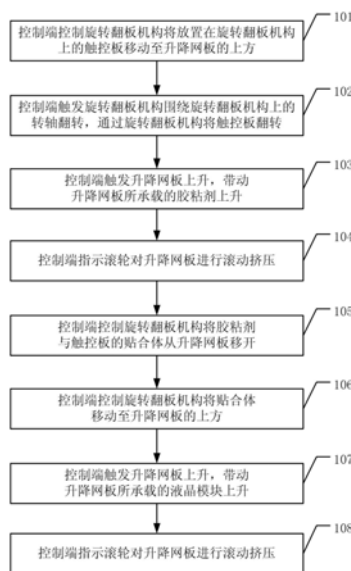 101
控制端控制旋转翻板机构将放置在旋转翻板机构
上的触控板移动至升降网板的上方
102
控制端触发旋转翻板机构围绕旋转翻板机构上的
转轴翻转，通过旋转翻板机构将触控板翻转
103
控制端触发升降网板上升，带动
升降网板所承载的胶粘剂上升
104
控制端指示滚轮对升降网板进行滚动挤压
105
控制端控制旋转翻板机构将胶粘剂
与触控板的贴合体从升降网板移开
106
控制端控制旋转翻板机构将贴合体
移动至升降网板的上方
107
控制端触发升降网板上升，带动
升降网板所承载的液晶模块上升
108
控制端指示滚轮对升降网板进行滚动挤压